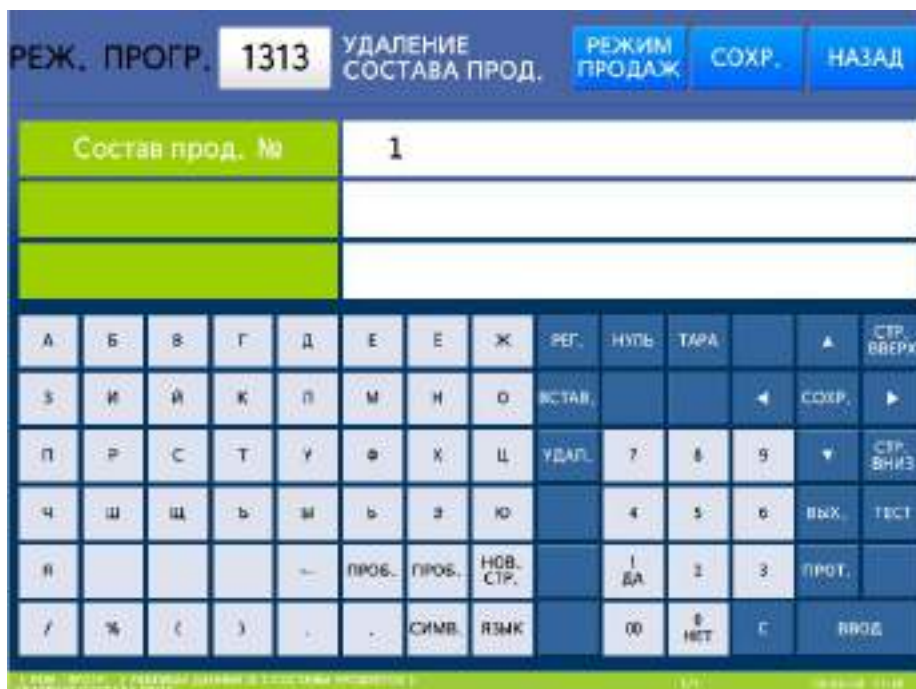 РЕЖ. ПРОГР. 1313 УДАЛЕНИЕ СОСТАВА ПРОД. РЕЖИМ ПРОДАЖ СОХР. НАЗАД
Состав прод. № 1
А Б В Г Д Е Ё Ж РЕГ. НУЛЬ ТАРА ▲ СТР. ВВЕРХ
З И Й К Л М Н О ВСТАВ. ◄ СОХР. ►
П Р С Т У Ф Х Ц УДАЛ. 7 8 9 ▼ СТР. ВНИЗ
Ч Ш Щ Ъ Ы Ь Э Ю 4 5 6 ВЫХ. ТЕСТ
Я ПРОБ. ПРОБ. НОВ. СТР. 1 ДА 2 3 ПРОТ.
/ % ( ) , . СИМВ. ЯЗЫК 00 0 НЕТ C ВВОД